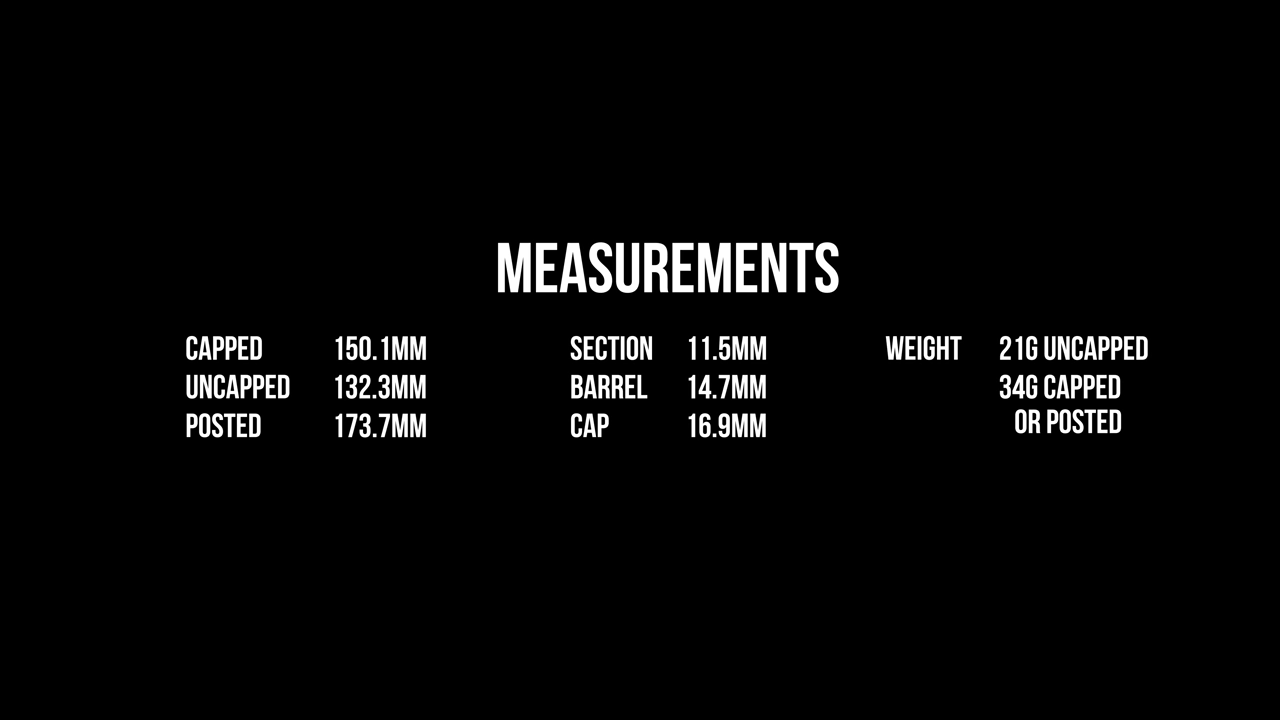 MEASUREMENTS
CAPPED 150.1MM
UNCAPPED 132.3MM
POSTED 173.7MM
SECTION 11.5MM
BARREL 14.7MM
CAP 16.9MM
WEIGHT 21G UNCAPPED
34G CAPPED
OR POSTED